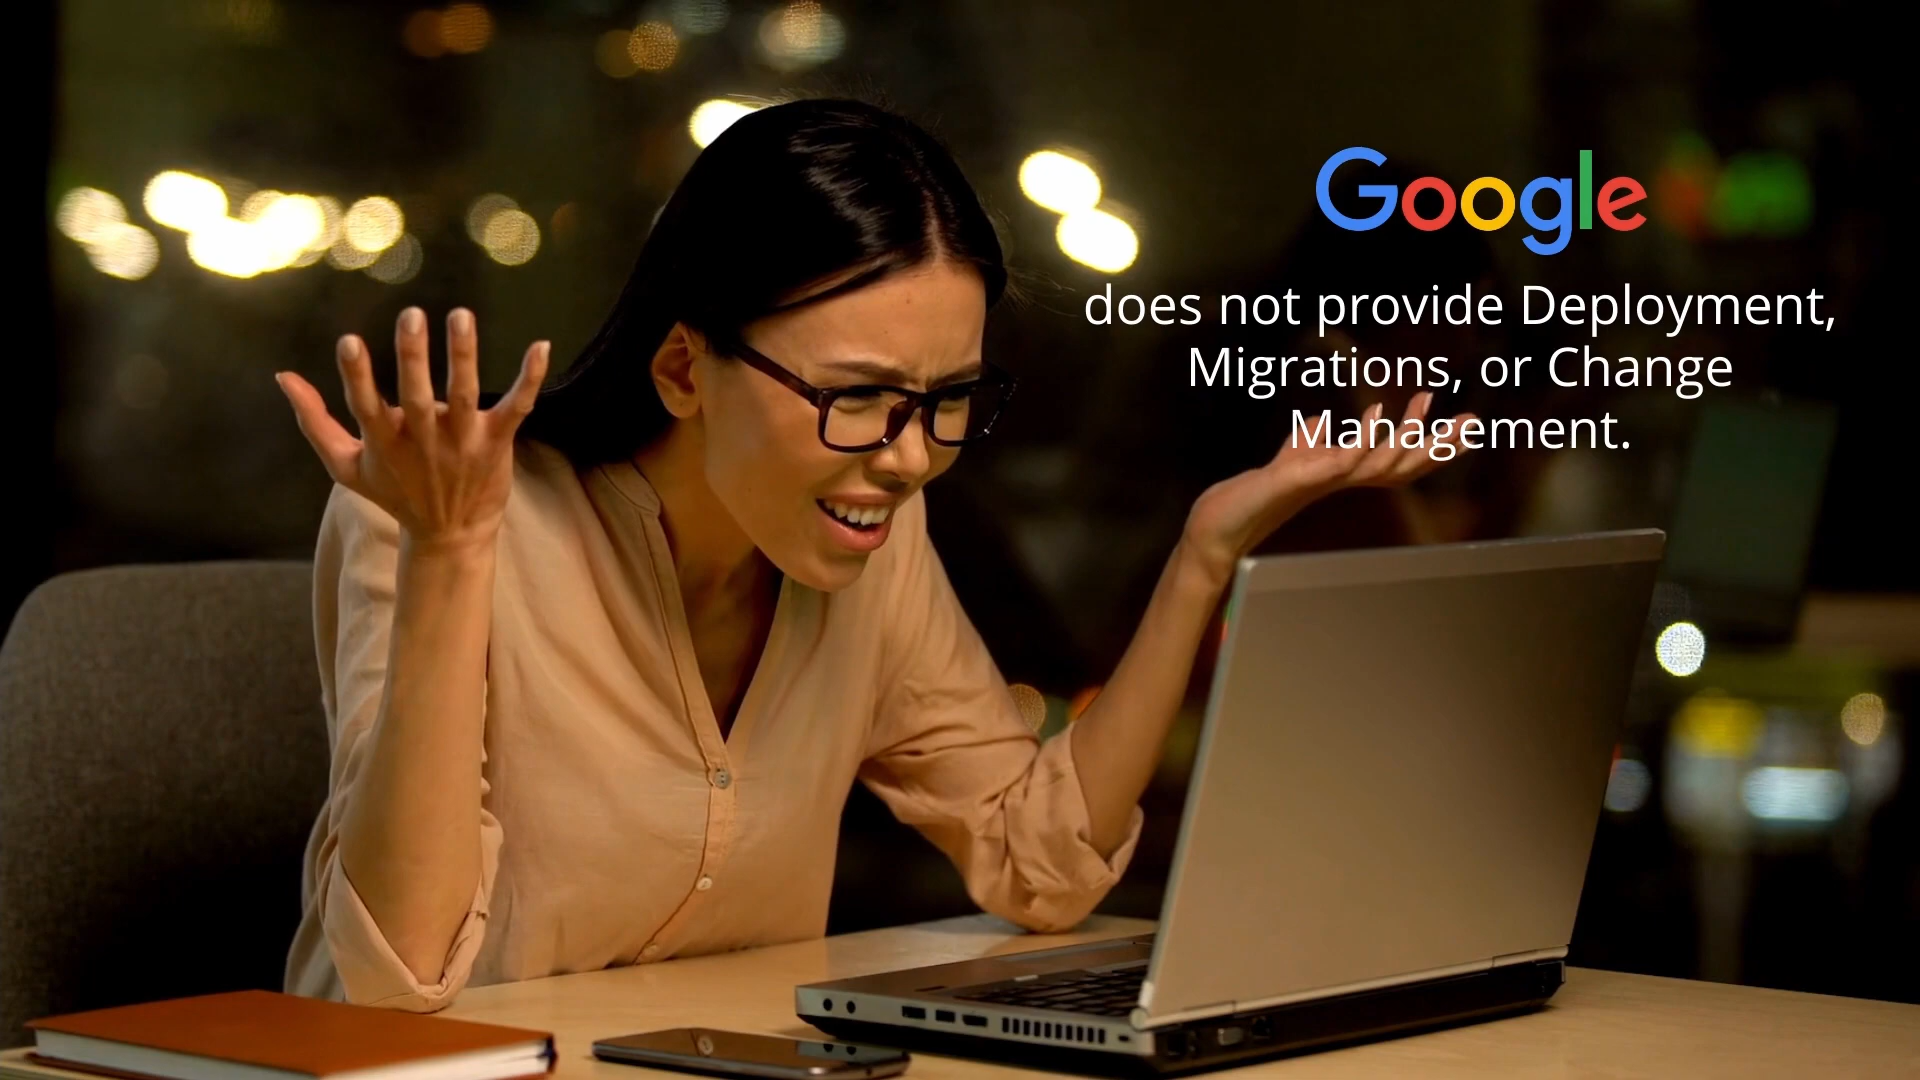 Google
does not provide Deployment,
Migrations, or Change
Management.